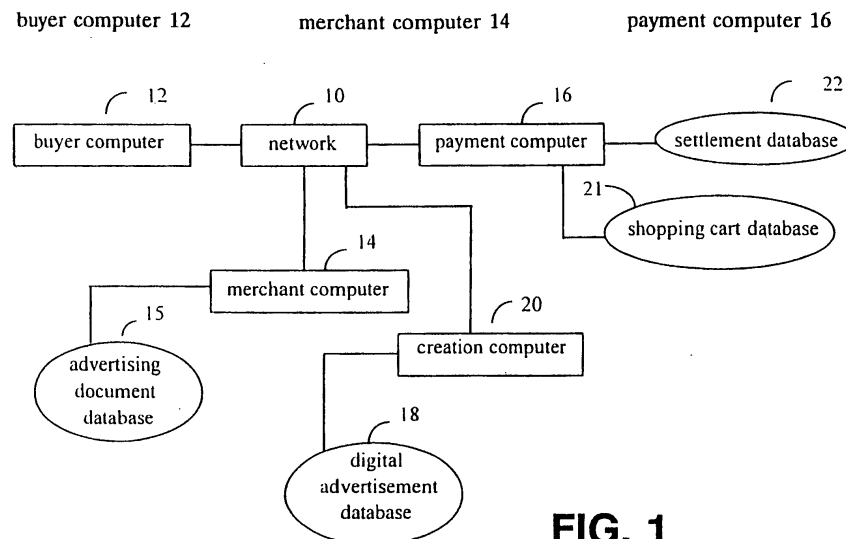 buyer computer 12 merchant computer 14 payment computer 16
12 10 16 22
buyer computer network payment computer settlement database
21
shopping cart database
14
merchant computer
15 20
creation computer
advertising
document
database
18
digital
advertisement
database
FIG. 1